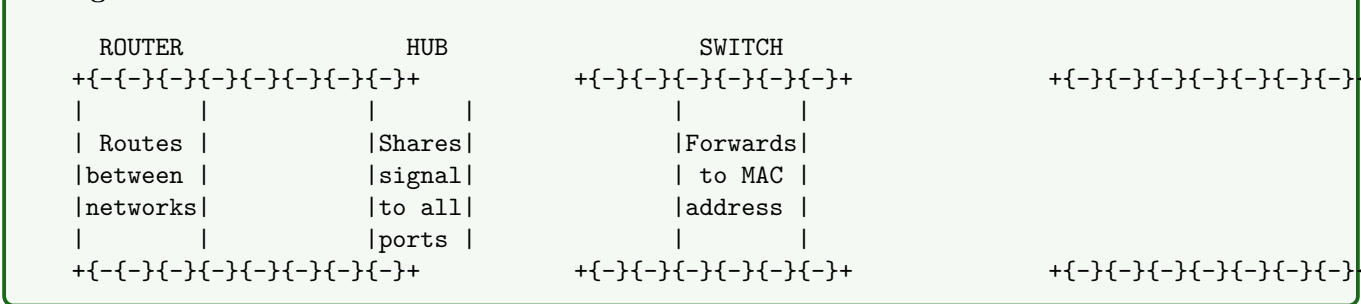 ROUTER HUB SWITCH
+{-{-}{-}{-}{-}{-}{-}{-}+ +{-}{-}{-}{-}{-}{-}+ +{-}{-}{-}{-}{-}{-}
| | | | | |
| Routes | |Shares| |Forwards|
|between | |signal| | to MAC |
|networks| |to all| |address |
| | |ports | | |
+{-{-}{-}{-}{-}{-}{-}{-}+ +{-}{-}{-}{-}{-}{-}+ +{-}{-}{-}{-}{-}{-}